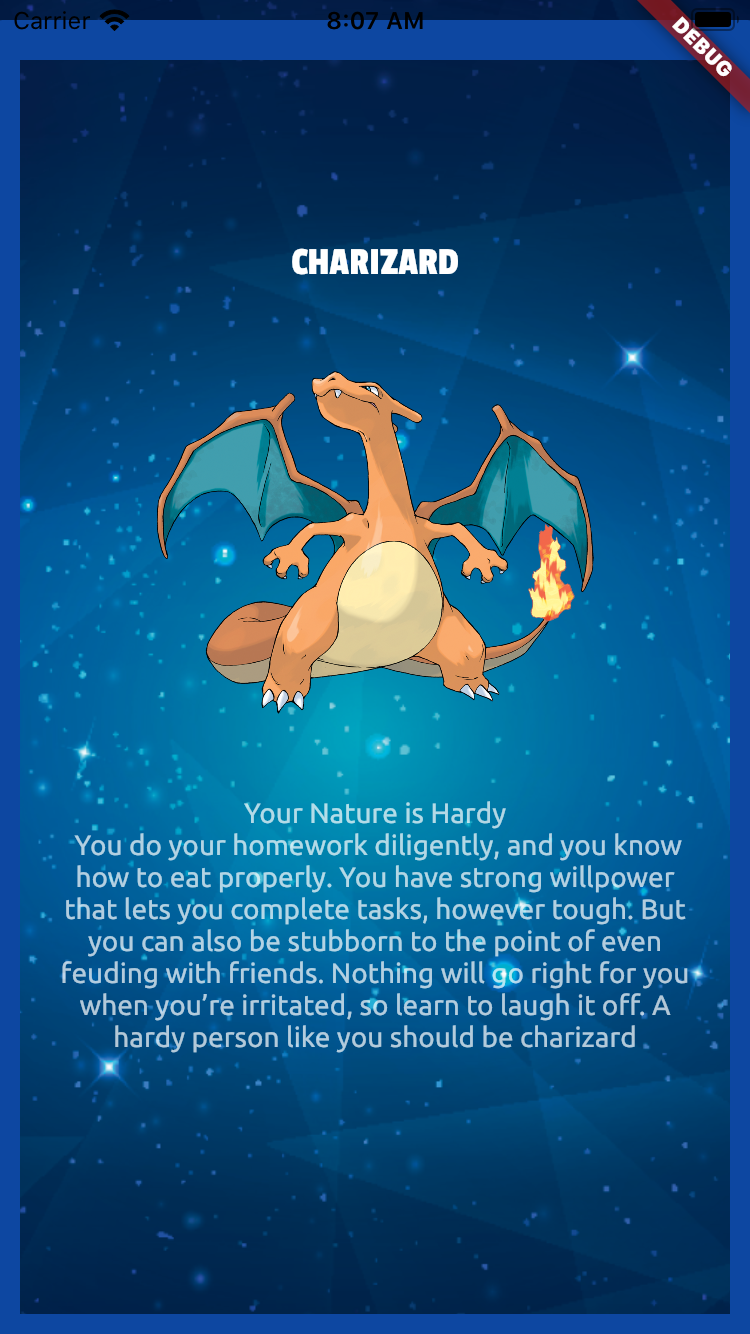 Carrier 8:07 AM
DEBUG
CHARIZARD
Your Nature is Hardy
You do your homework diligently, and you know
how to eat properly. You have strong willpower
that lets you complete tasks, however tough. But
you can also be stubborn to the point of even
feuding with friends. Nothing will go right for you
when you’re irritated, so learn to laugh it off. A
hardy person like you should be charizard